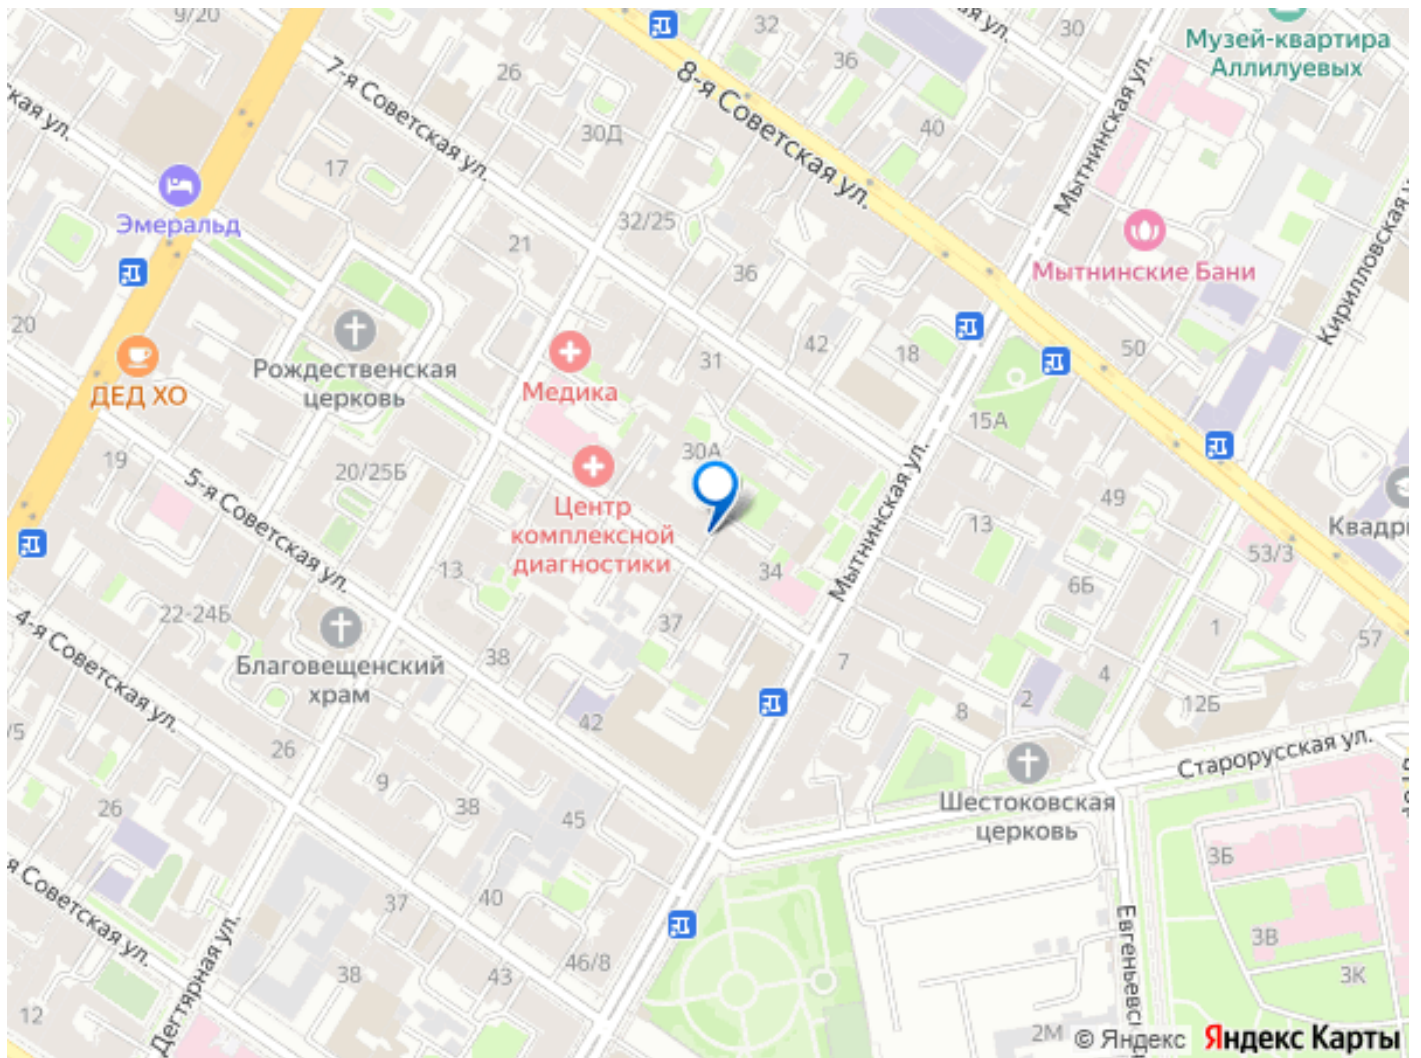 9/20
32
ул.
30
Музей-квартира
Аллилуевых
7-я Советская ул.
26
8-я Советская ул.
36
Мытнинская ул.
30Д
40
кая ул.
17
Эмеральд
32/25
21
36
Мытнинские Бани
Кирилловская у
20
Рождественская
церковь
ДЕД ХО
Медика
31
42
18
50
15А
30А
19
20/25Б
5-я Советская ул.
Центр
комплексной
диагностики
Мытнинская ул.
13
49
Квадр
53/3
13
34
6Б
22-24Б
4-я Советская ул.
Благовещенский
храм
38
37
7
1
57
4
2
8
12Б
42
/5
26
9
Старорусская ул.
Шестоковская
церковь
26
38
45
3Б
я Советская ул.
37
40
Евгеньевс
3В
Дегтярная ул.
38
43
46/8
3К
12
2М
© Яндекс
Яндекс Карты